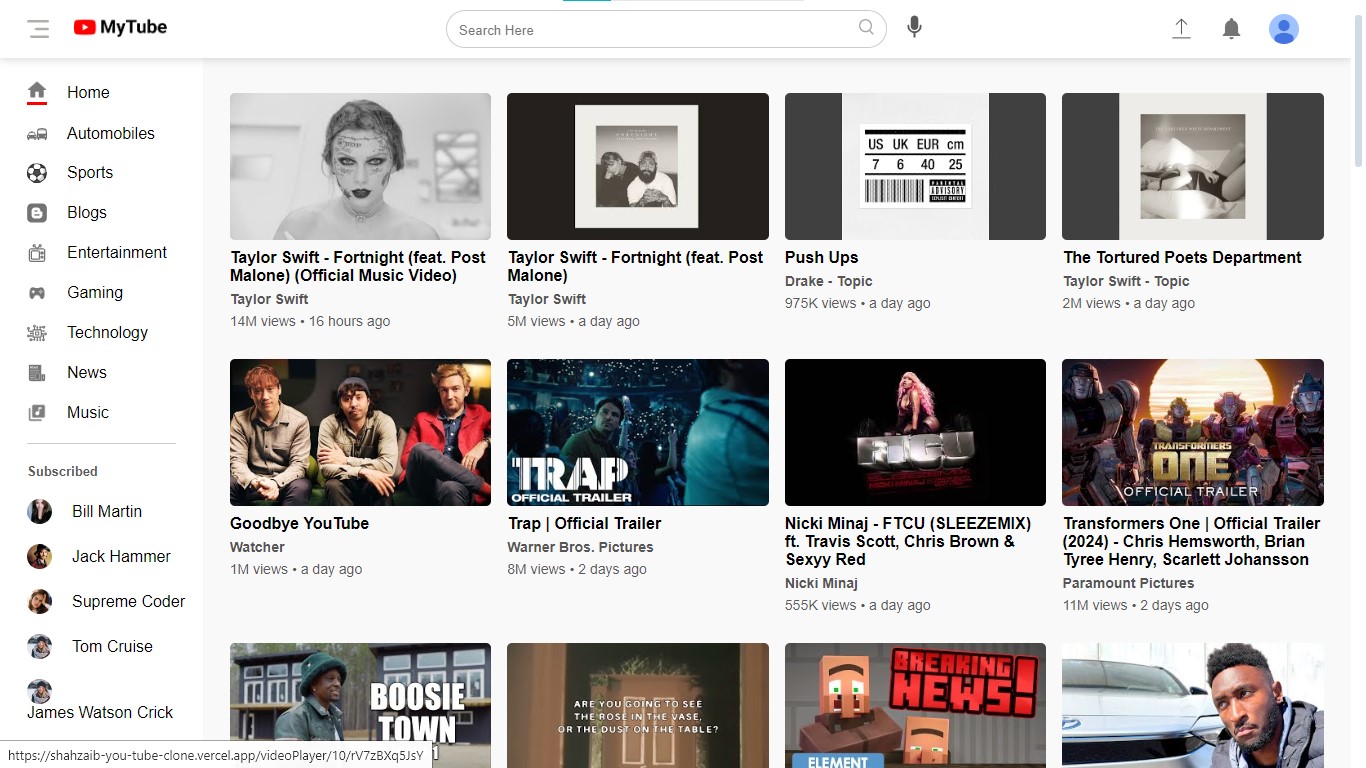 MyTube
Search Here
Home
Automobiles
Sports
Blogs
Entertainment
Gaming
Technology
News
Music
Subscribed
Bill Martin
Jack Hammer
Supreme Coder
Tom Cruise
James Watson Crick
FORTNIGHT
US UK EUR cm
7 6 40 25
PARENTAL
ADVISORY
EXPLICIT CONTENT
THE TORTURED POETS DEPARTMENT
Taylor Swift - Fortnight (feat. Post
Malone) (Official Music Video)
Taylor Swift
14M views • 16 hours ago
Taylor Swift - Fortnight (feat. Post
Malone)
Taylor Swift
5M views • a day ago
Push Ups
Drake - Topic
975K views • a day ago
The Tortured Poets Department
Taylor Swift - Topic
2M views • a day ago
TRAP
OFFICIAL TRAILER
FTCU
TRANSFORMERS
ONE
OFFICIAL TRAILER
Goodbye YouTube
Watcher
1M views • a day ago
Trap | Official Trailer
Warner Bros. Pictures
8M views • 2 days ago
Nicki Minaj - FTCU (SLEEZEMIX)
ft. Travis Scott, Chris Brown &
Sexyy Red
Nicki Minaj
555K views • a day ago
Transformers One | Official Trailer
(2024) - Chris Hemsworth, Brian
Tyree Henry, Scarlett Johansson
Paramount Pictures
11M views • 2 days ago
BOOSIE
TOWN
ARE YOU GOING TO SEE
THE ROSE IN THE VASE,
OR THE DUST ON THE TABLE?
BREAKING
NEWS!
ELEMENT
https://shahzaib-you-tube-clone.vercel.app/videoPlayer/10/rV7zBXq5JsY